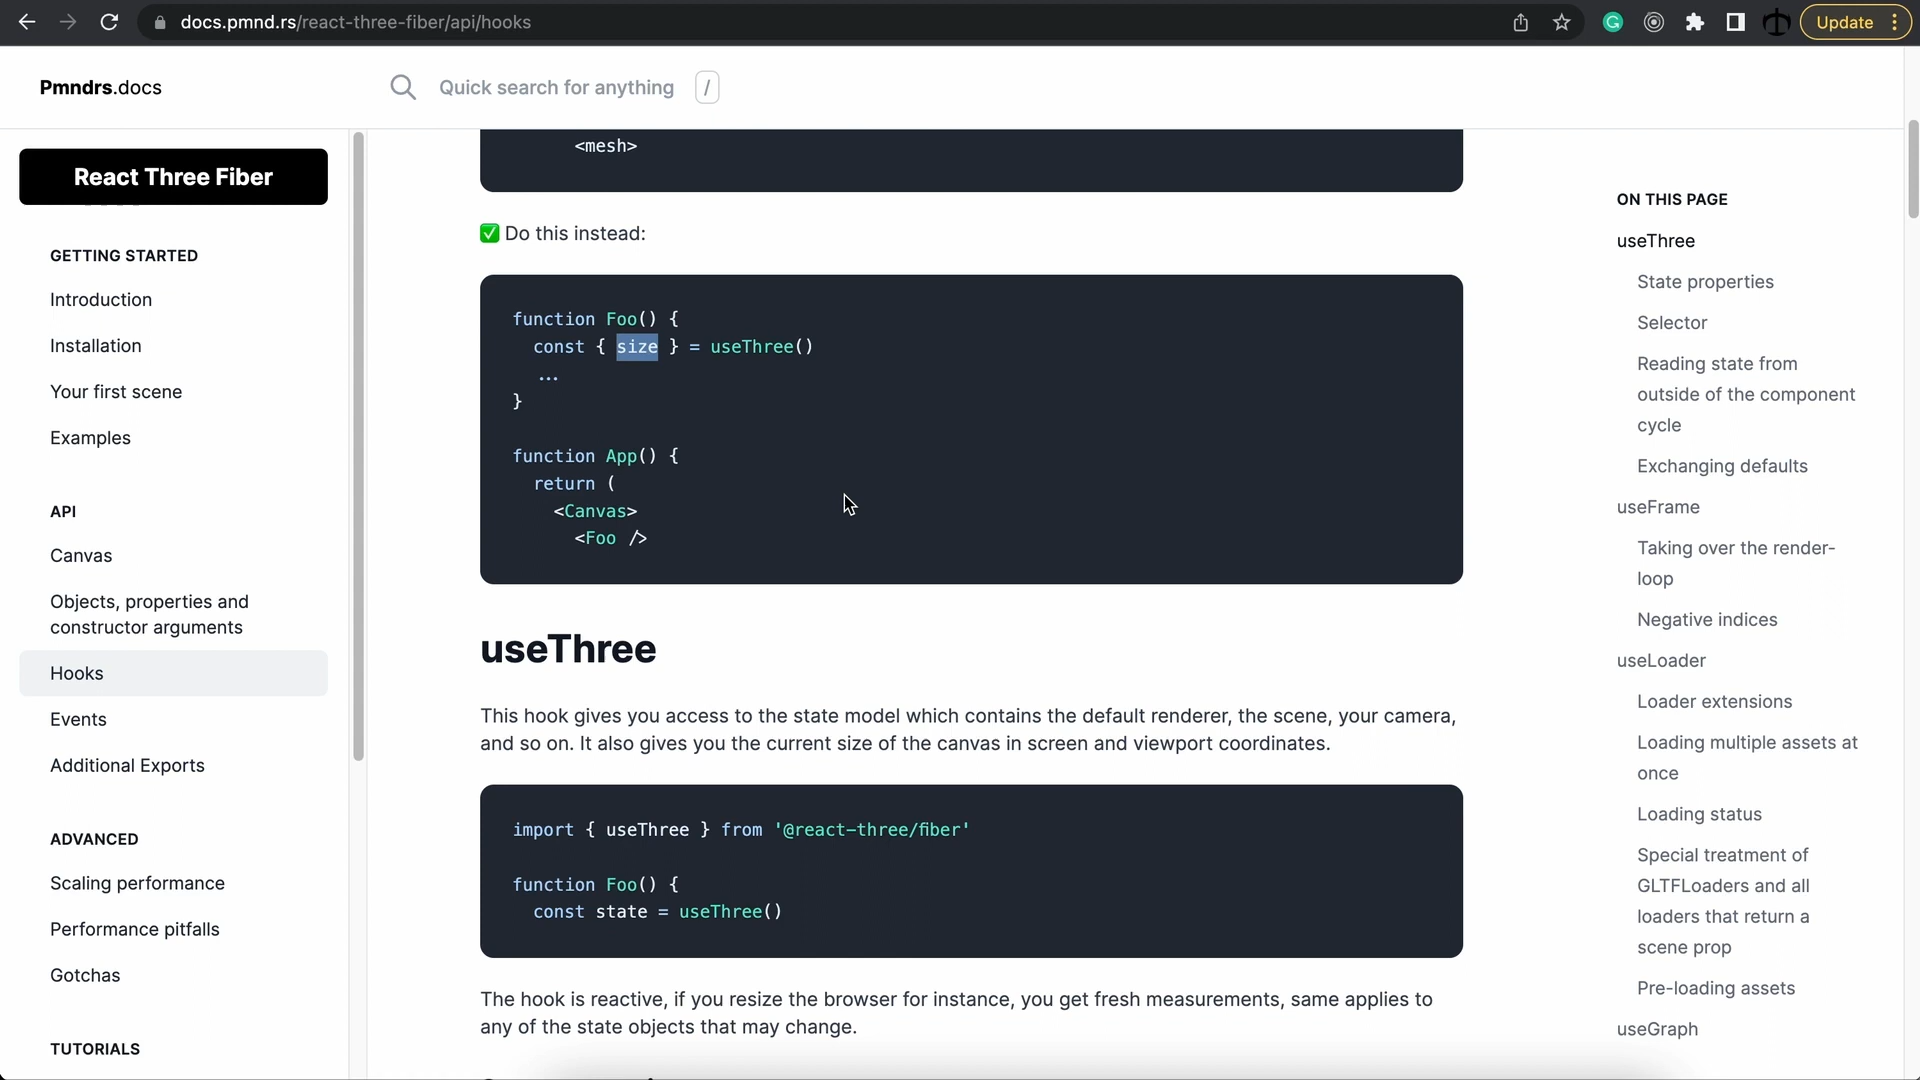 docs.pmnd.rs/react-three-fiber/api/hooks
Update
Pmndrs.docs
Quick search for anything
/
React Three Fiber
GETTING STARTED
Introduction
Installation
Your first scene
Examples
API
Canvas
Objects, properties and
constructor arguments
Hooks
Events
Additional Exports
ADVANCED
Scaling performance
Performance pitfalls
Gotchas
TUTORIALS
<mesh>
✅ Do this instead:
function Foo() {
const { size } = useThree()
...
}
function App() {
return (
<Canvas>
<Foo />
useThree
This hook gives you access to the state model which contains the default renderer, the scene, your camera,
and so on. It also gives you the current size of the canvas in screen and viewport coordinates.
import { useThree } from '@react-three/fiber'
function Foo() {
const state = useThree()
The hook is reactive, if you resize the browser for instance, you get fresh measurements, same applies to
any of the state objects that may change.
ON THIS PAGE
useThree
State properties
Selector
Reading state from
outside of the component
cycle
Exchanging defaults
useFrame
Taking over the render-
loop
Negative indices
useLoader
Loader extensions
Loading multiple assets at
once
Loading status
Special treatment of
GLTFLoaders and all
loaders that return a
scene prop
Pre-loading assets
useGraph